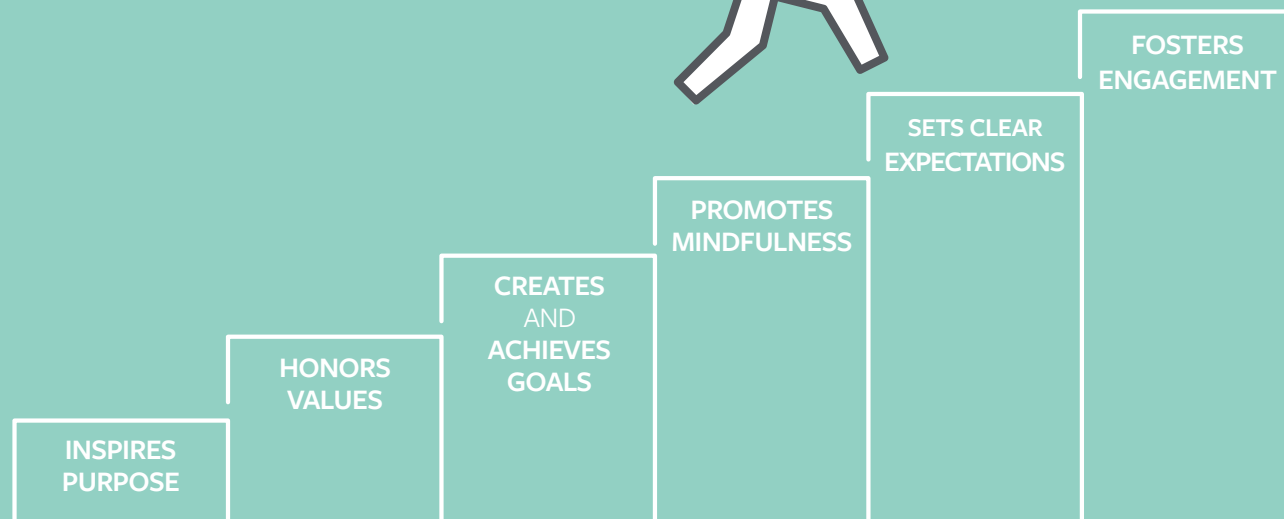 FOSTERS
ENGAGEMENT
SETS CLEAR
EXPECTATIONS
PROMOTES
MINDFULNESS
CREATES
AND
ACHIEVES
GOALS
HONORS
VALUES
INSPIRES
PURPOSE